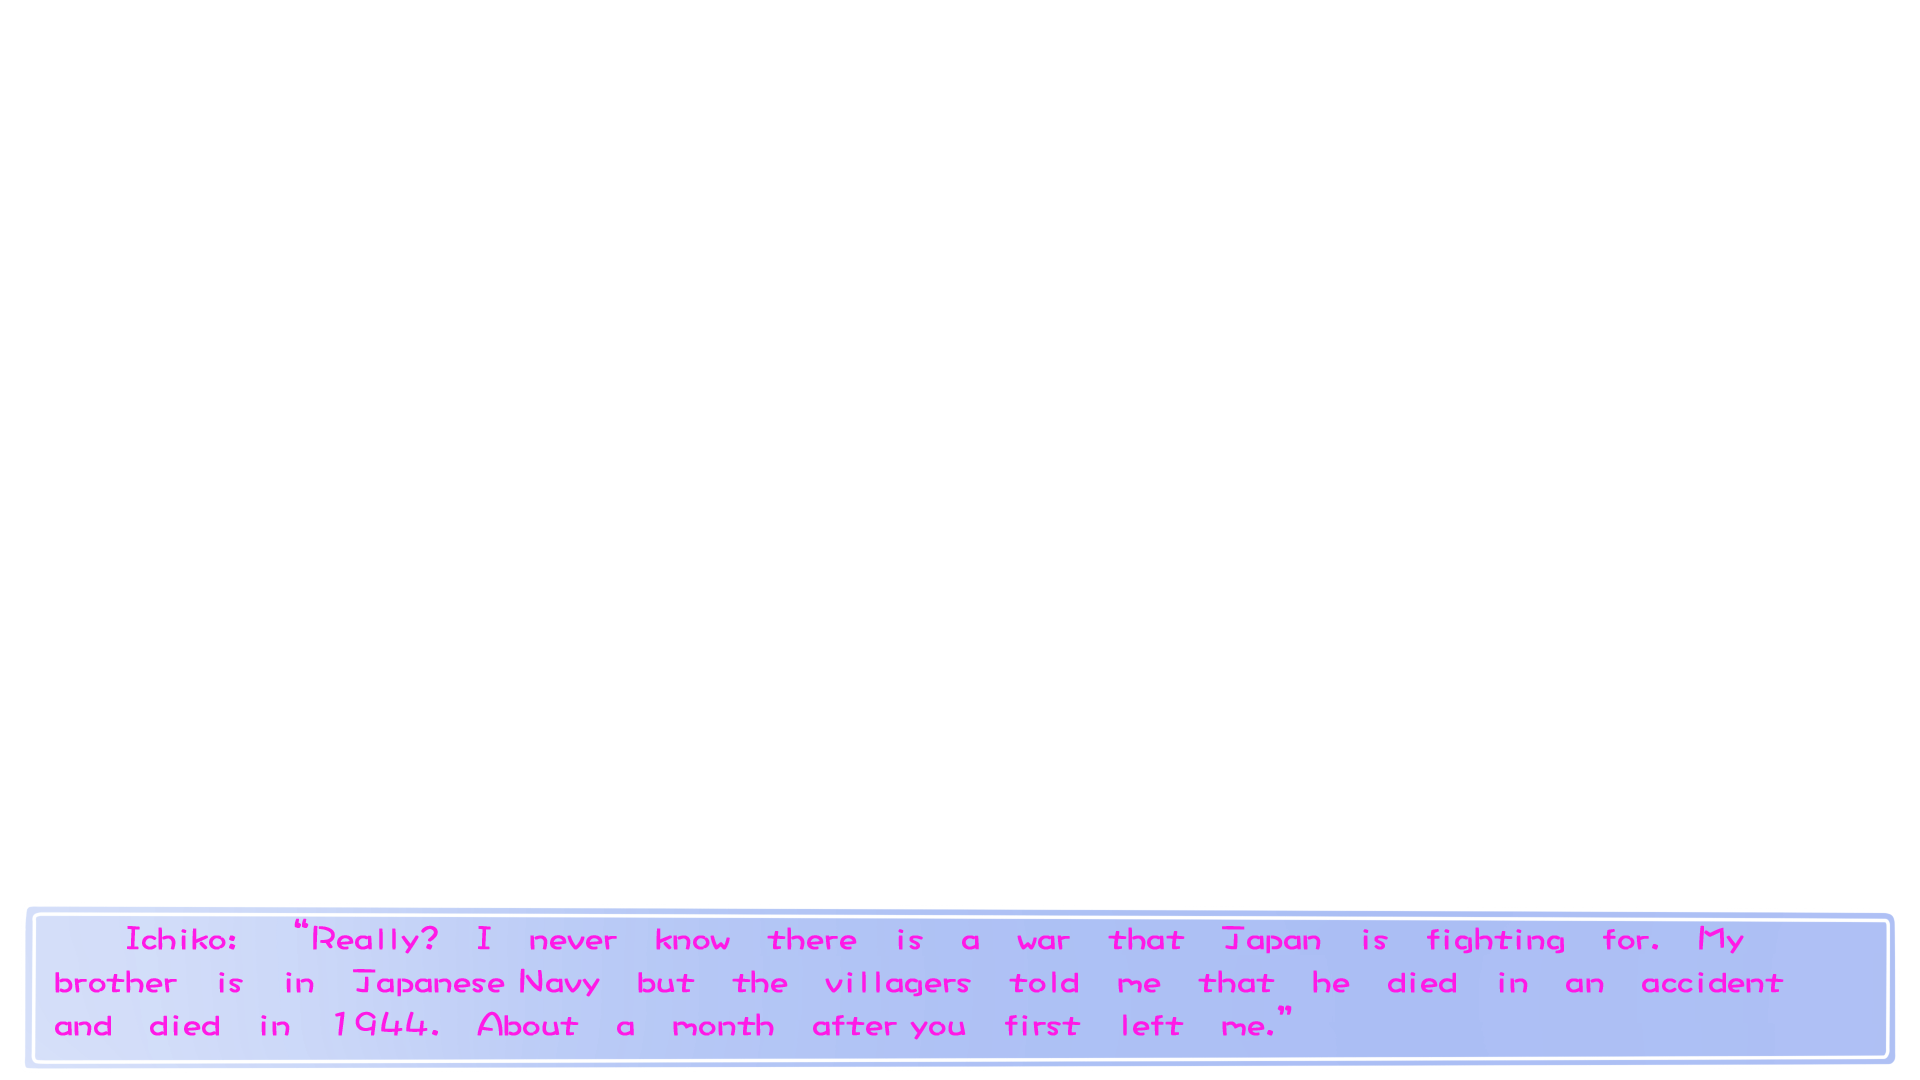 Ichiko: “Really? I never know there is a war that Japan is fighting for. My
brother is in Japanese Navy but the villagers told me that he died in an accident
and died in 1944. About a month after you first left me.”